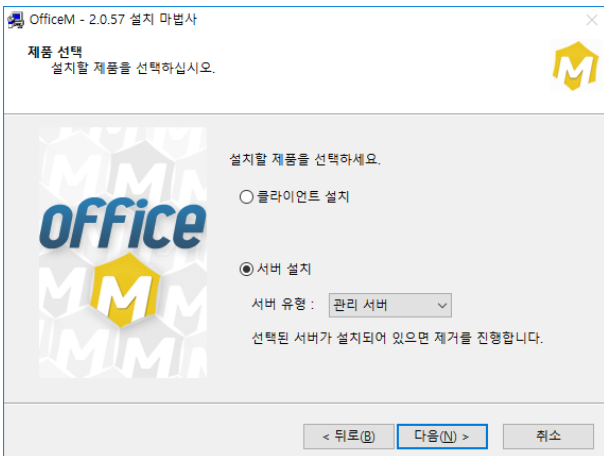 OfficeM - 2.0.57 설치 마법사
제품 선택
설치할 제품을 선택하십시오.
M
office
M
설치할 제품을 선택하세요.
클라이언트 설치
서버 설치
서버 유형 : 관리 서버
선택된 서버가 설치되어 있으면 제거를 진행합니다.
< 뒤로(B) 다음(N) > 취소